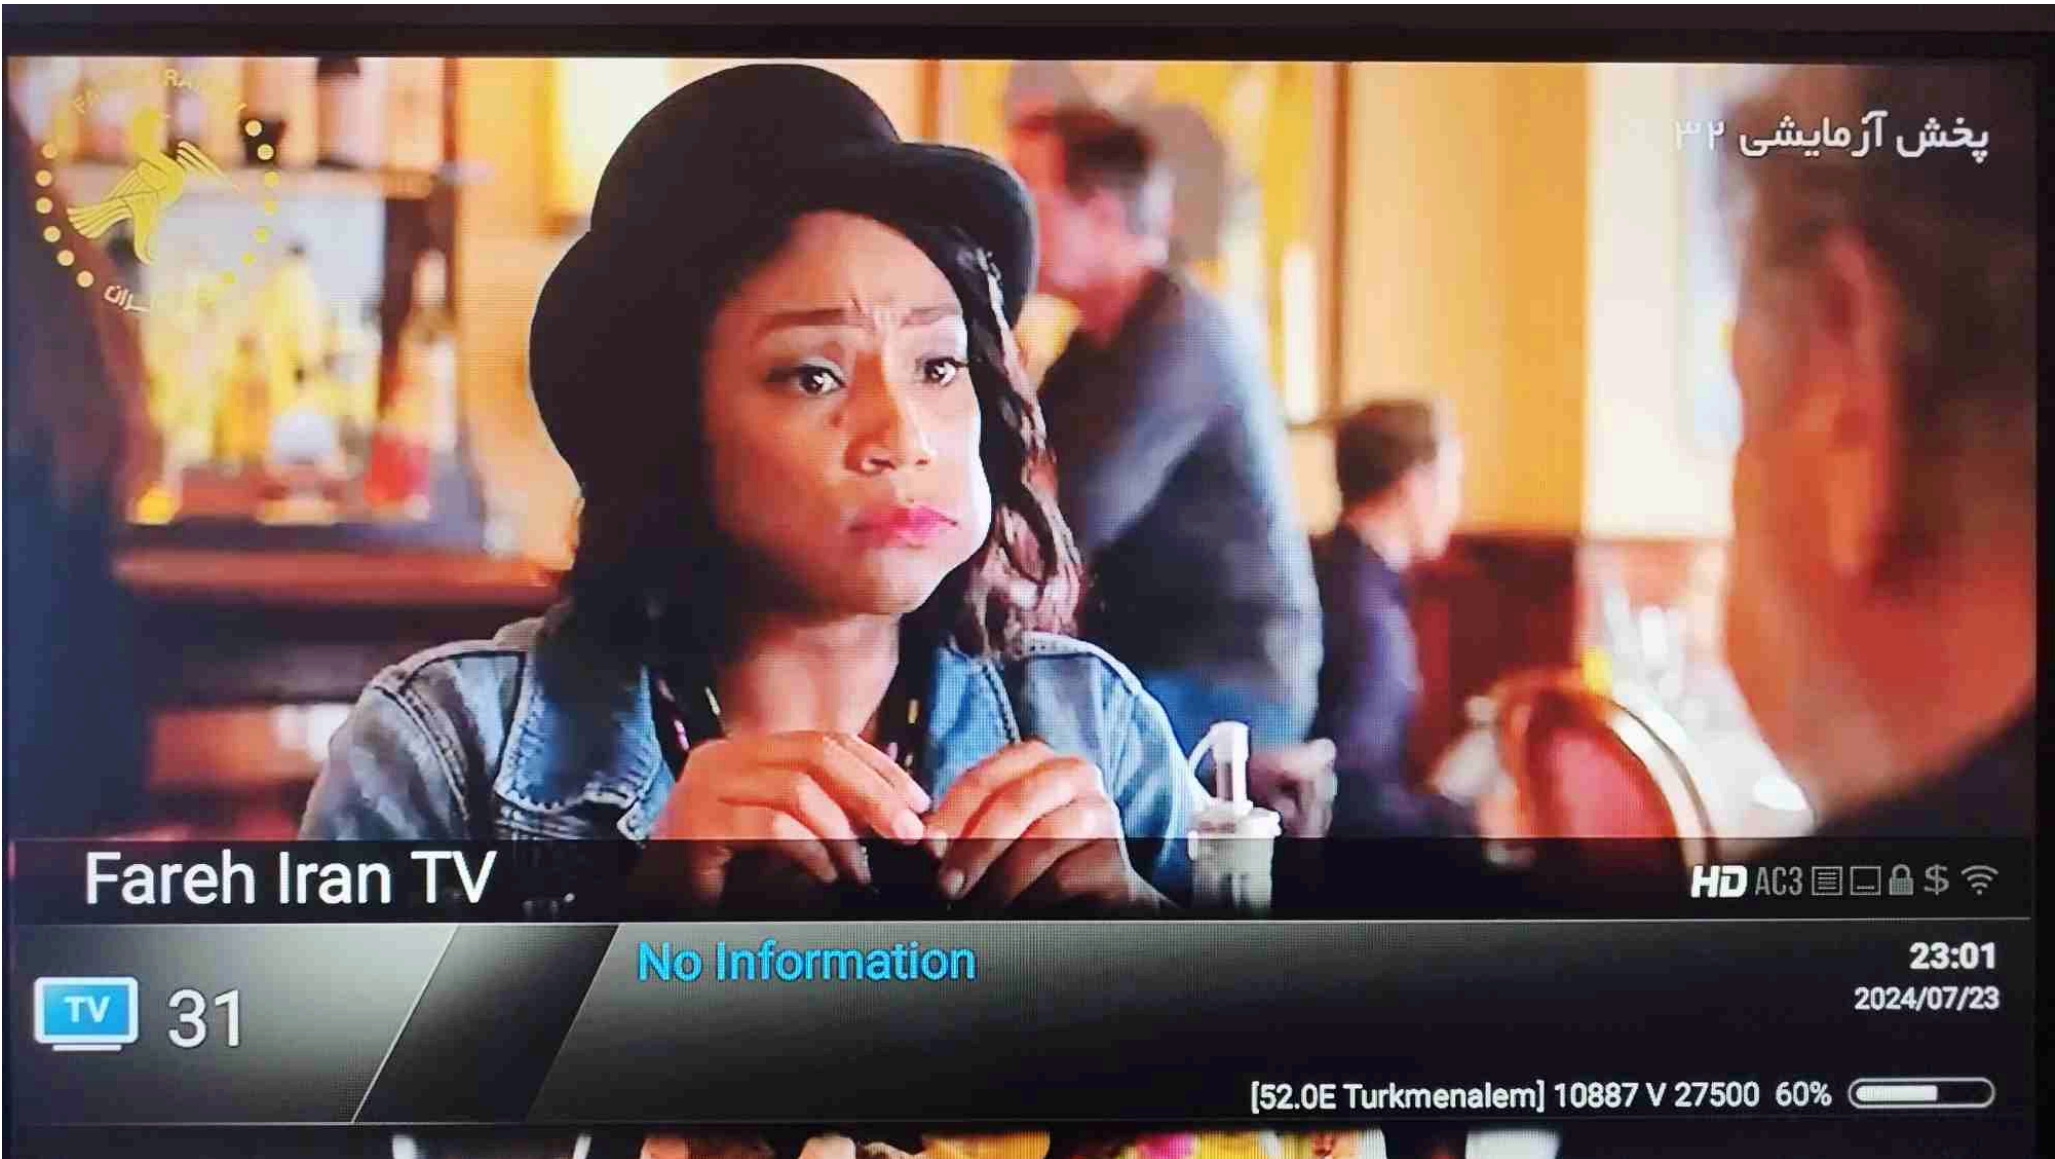 پخش آزمایشی ۳۲
Fareh Iran TV
HD AC3 $
No Information
23:01
TV 31
2024/07/23
[52.0E Turkmenalem] 10887 V 27500 60%